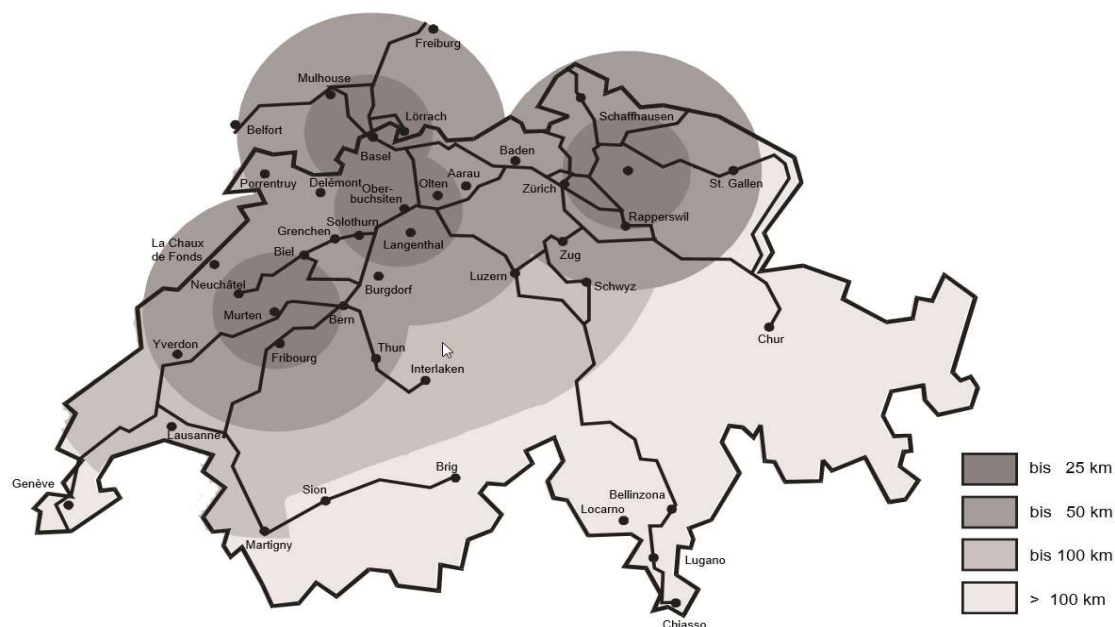 Freiburg
Mulhouse
Lörrach
Belfort
Basel
Schaffhausen
Baden
Porrentruy
Delémont
Ober-
buchsiten
Olten
Aarau
Zürich
St. Gallen
Rapperswil
Solothurn
Grenchen
Langenthal
La Chaux
de Fonds
Biel
Zug
Neuchâtel
Burgdorf
Luzern
Schwyz
Murten
Bern
Chur
Yverdon
Fribourg
Thun
Interlaken
Lausanne
Genève
Brig
Sion
Martigny
Bellinzona
Locarno
Lugano
Chiasso
bis 25 km
bis 50 km
bis 100 km
> 100 km